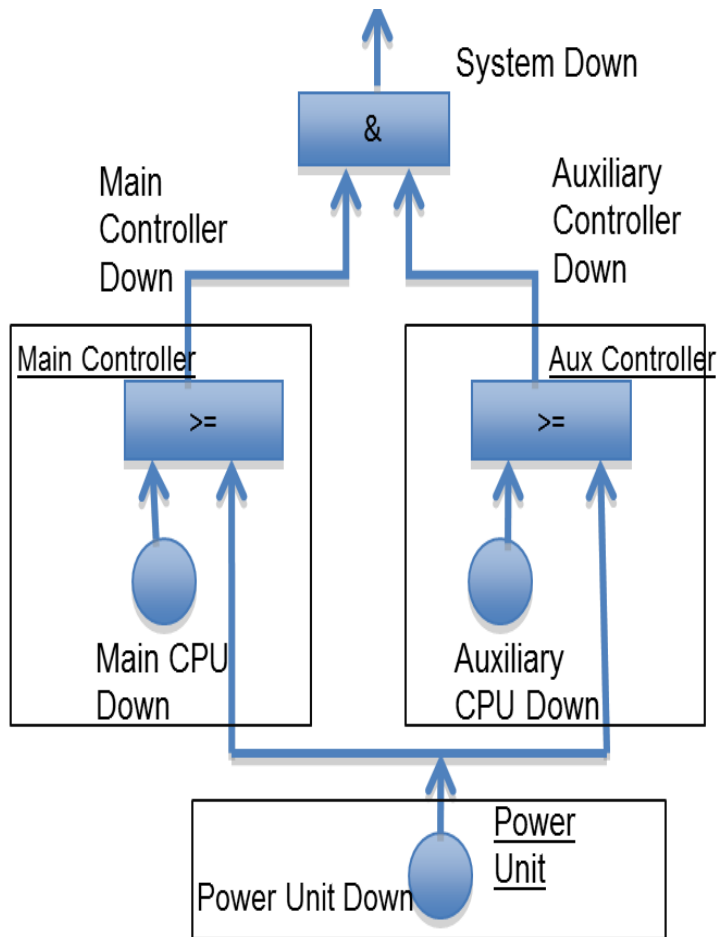 System Down
&
Main
Controller
Down
Auxiliary
Controller
Down
Main Controller
Aux Controller
>=
>=
Main CPU
Down
Auxiliary
CPU Down
Power
Unit
Power Unit Down